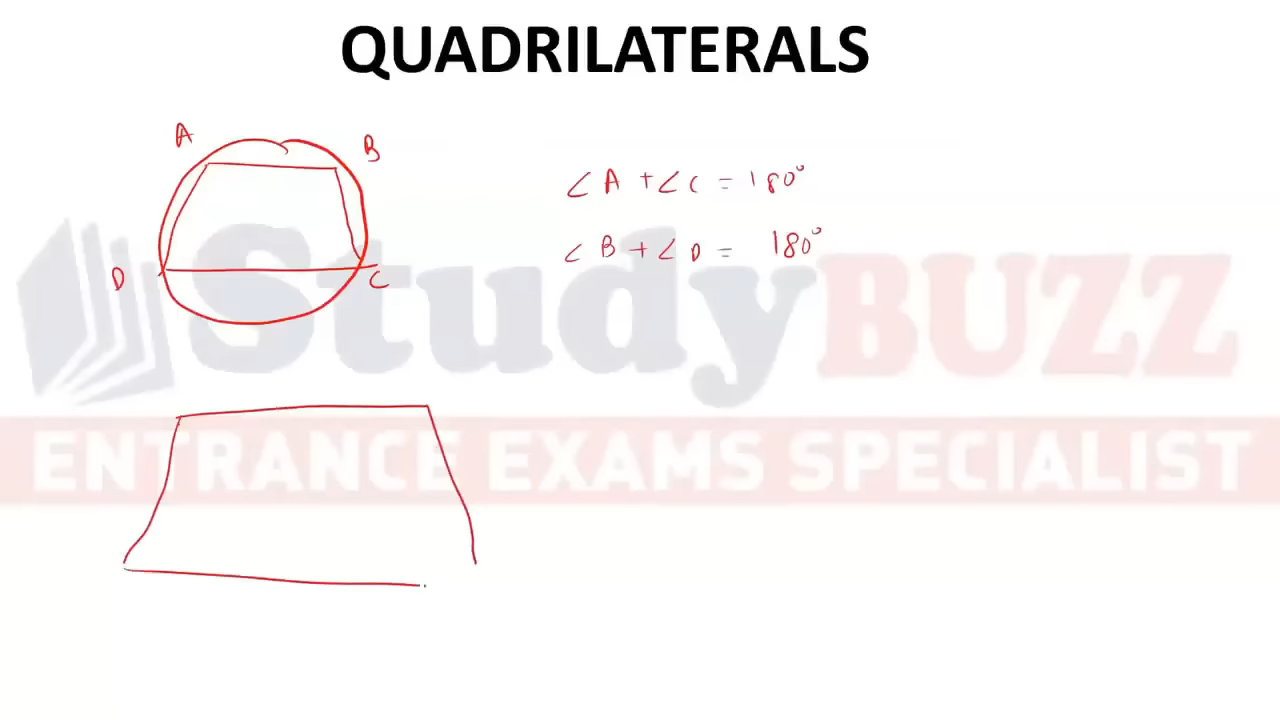 QUADRILATERALS
A
B
∠A + ∠C = 180°
∠B + ∠D = 180°
D
C
StudyBUZZ
ENTRANCE EXAMS SPECIALIST